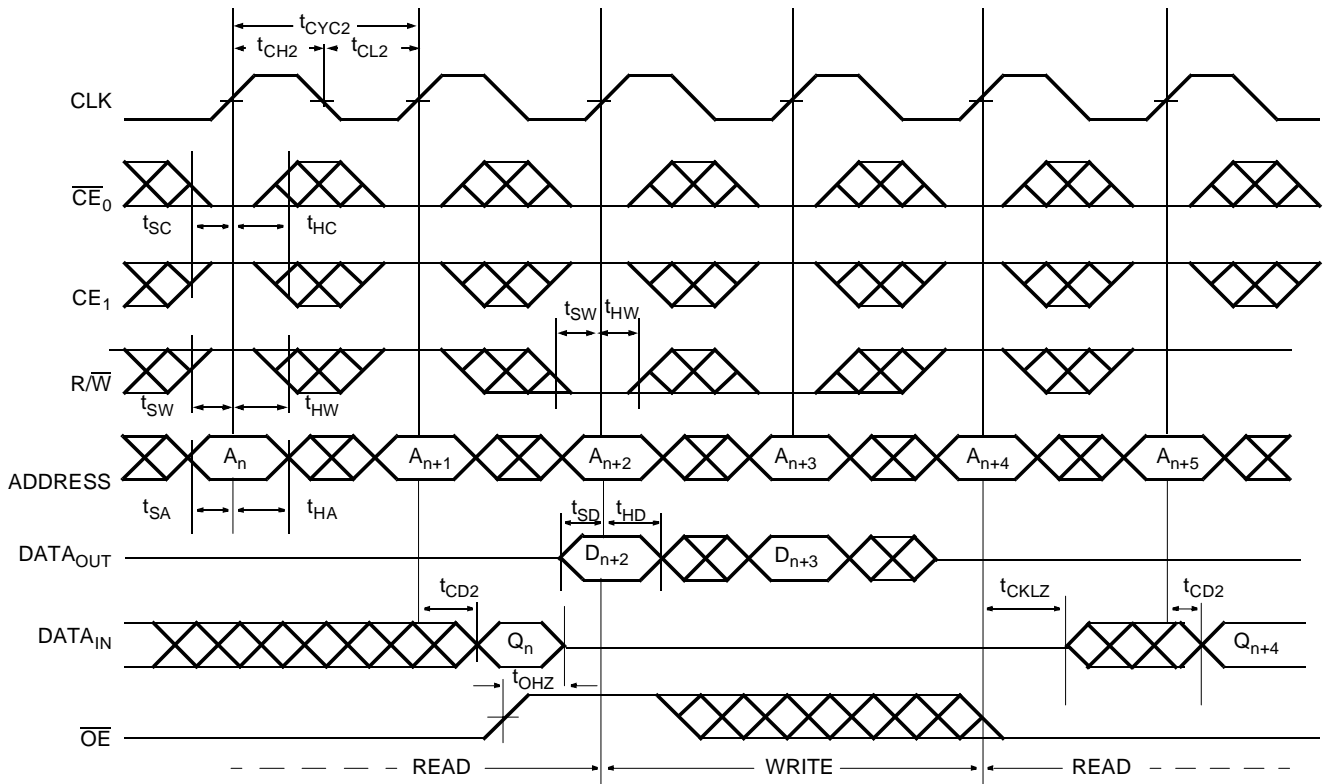 tCYC2
tCH2 tCL2
CLK
CE0
tSC tHC
CE1
tSW tHW
R/W
tSW tHW
An An+1 An+2 An+3 An+4 An+5
ADDRESS
tSA tHA tSD tHD
DATAOUT Dn+2 Dn+3
tCD2 tCKLZ tCD2
DATAIN Qn Qn+4
tOHZ
OE
READ WRITE READ